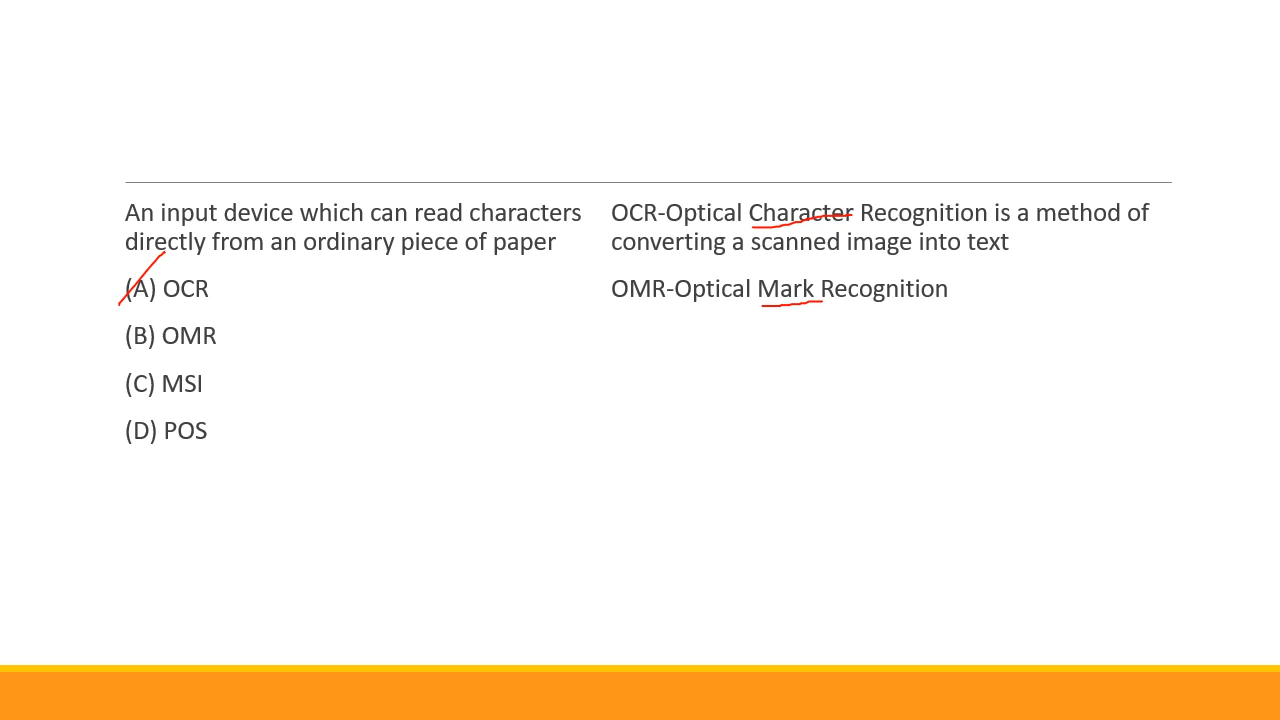 An input device which can read characters
directly from an ordinary piece of paper
(A) OCR
(B) OMR
(C) MSI
(D) POS
OCR-Optical Character Recognition is a method of
converting a scanned image into text
OMR-Optical Mark Recognition